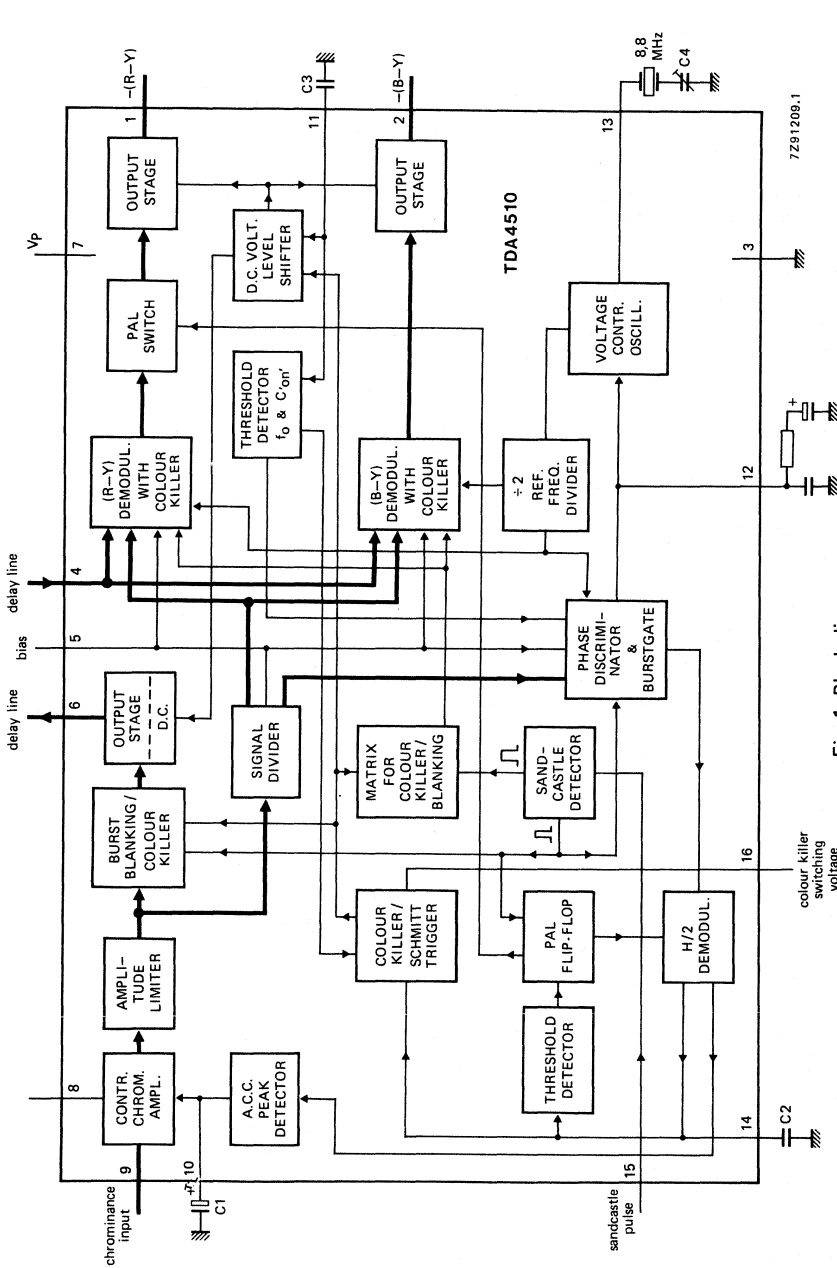 chrominance
input
9
8
CONTR.
CHROM.
AMPL.
AMPLI-
TUDE
LIMITER
BURST
BLANKING/
COLOUR
KILLER
OUTPUT
STAGE
D.C.
delay line
6
bias
5
delay line
4
(R–Y)
DEMODUL.
WITH
COLOUR
KILLER
PAL
SWITCH
VP
7
OUTPUT
STAGE
1
–(R–Y)
+
10
C1
A.C.C.
PEAK
DETECTOR
SIGNAL
DIVIDER
THRESHOLD
DETECTOR
fo & C'on'
D.C. VOLT.
LEVEL
SHIFTER
11
C3
COLOUR
KILLER/
SCHMITT
TRIGGER
MATRIX
FOR
COLOUR
KILLER/
BLANKING
(B–Y)
DEMODUL.
WITH
COLOUR
KILLER
OUTPUT
STAGE
2
–(B–Y)
TDA4510
THRESHOLD
DETECTOR
PAL
FLIP-FLOP
SAND-
CASTLE
DETECTOR
÷2
REF.
FREQ.
DIVIDER
PHASE
DISCRIMI-
NATOR
&
BURSTGATE
VOLTAGE
CONTR.
OSCILL.
13
8,8
MHz
C4
H/2
DEMODUL.
sandcastle
pulse
15
14
C2
16
colour killer
switching
voltage
12
+
3
7Z91209.1